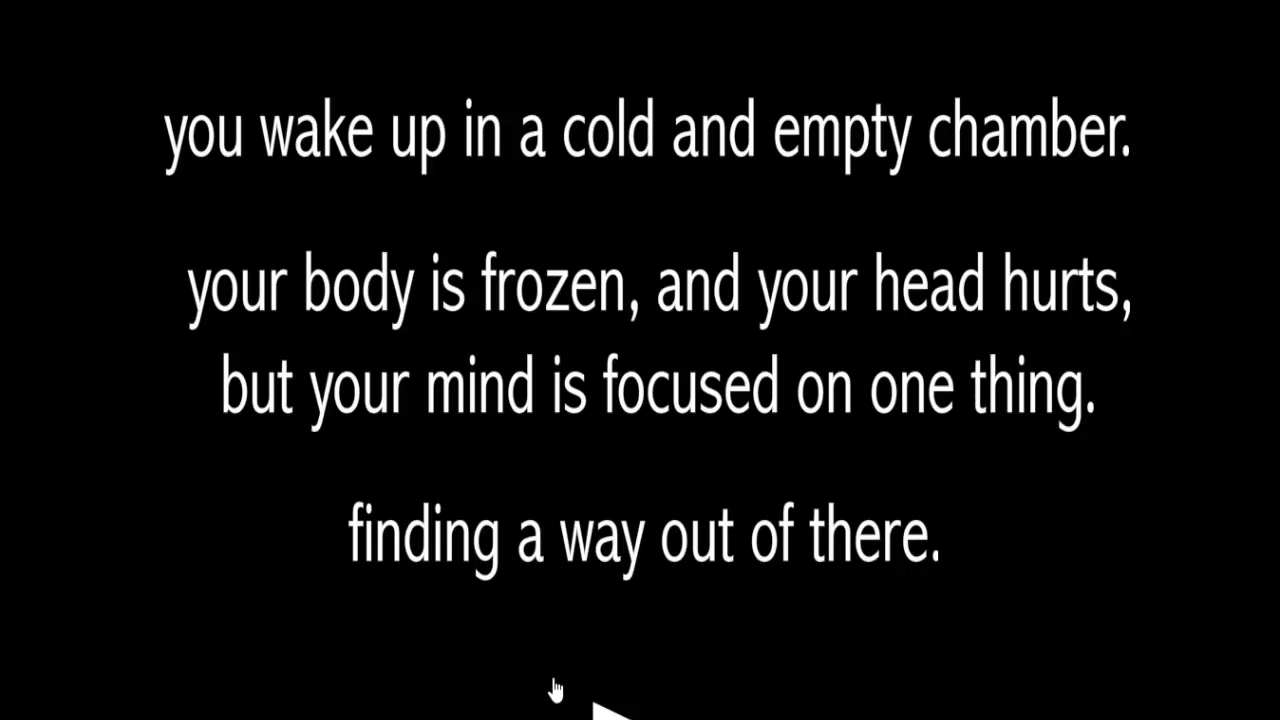 you wake up in a cold and empty chamber.
your body is frozen, and your head hurts,
but your mind is focused on one thing.
finding a way out of there.